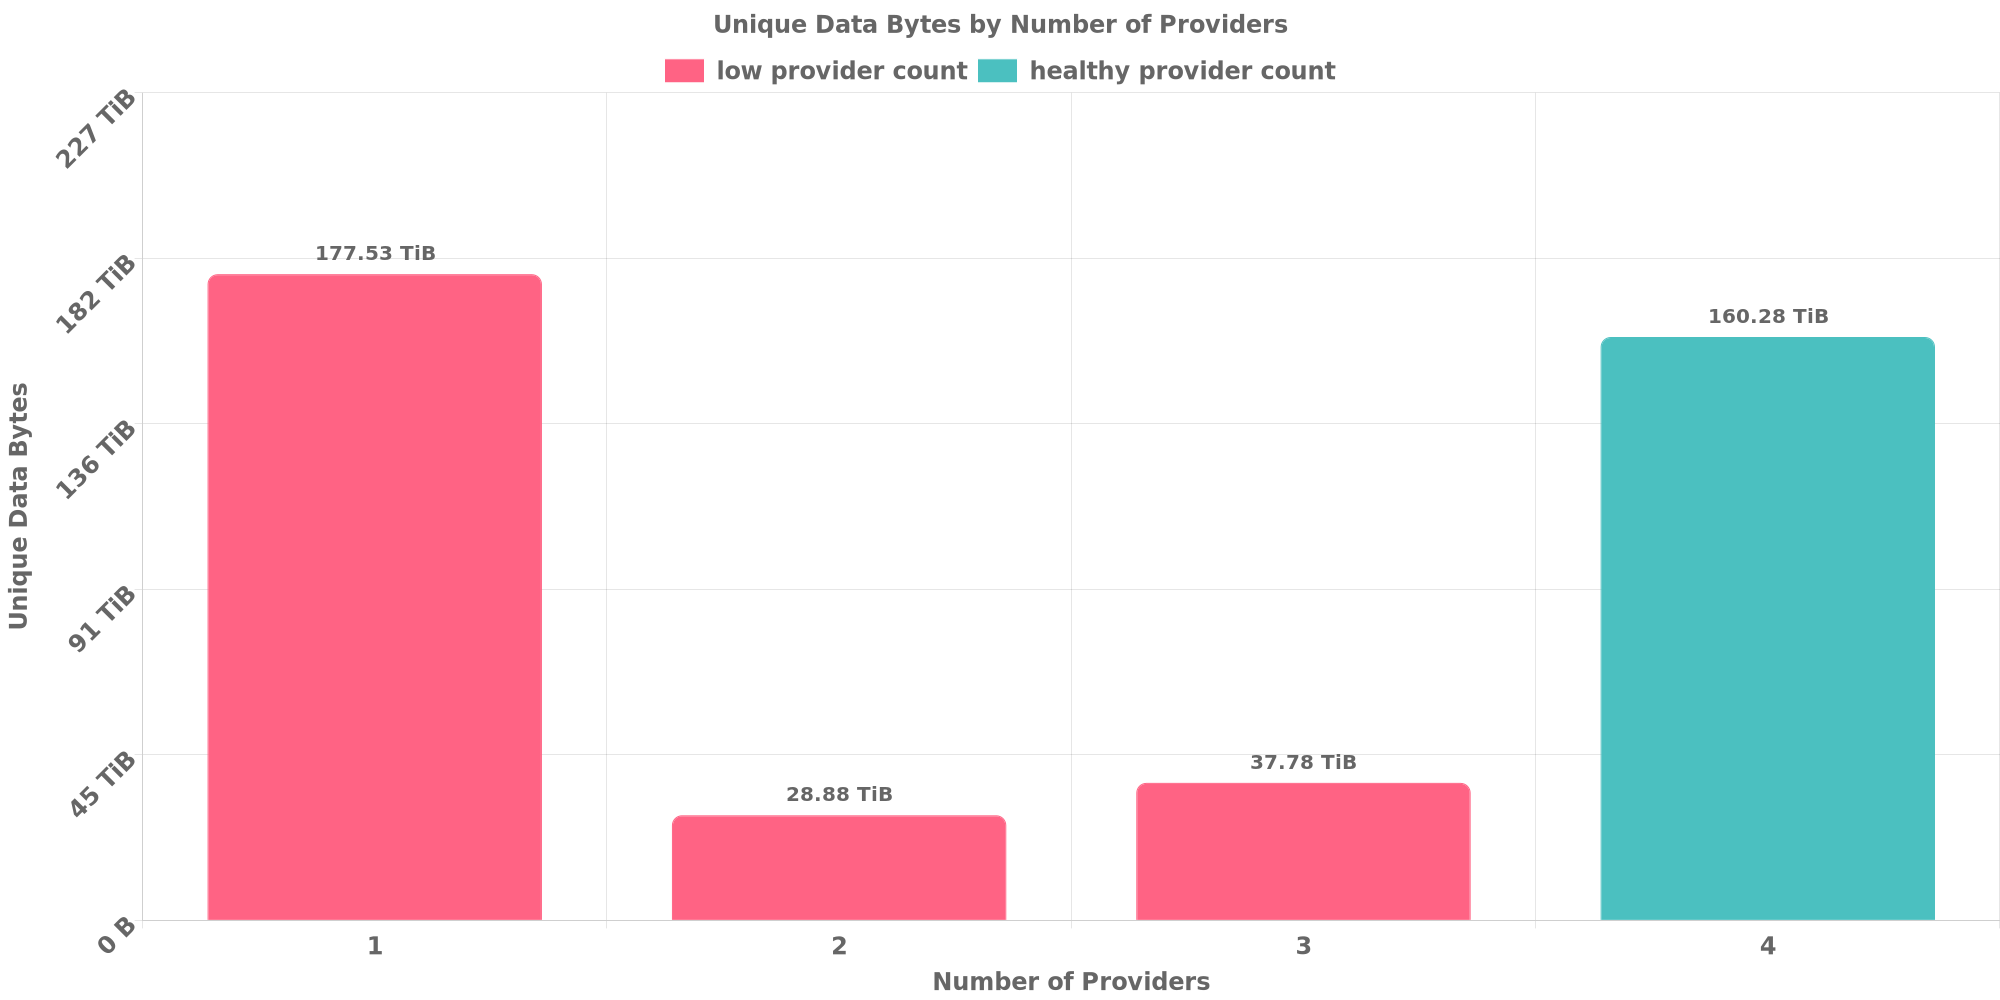 Unique Data Bytes by Number of Providers
low provider count healthy provider count
227 TiB
182 TiB
136 TiB
91 TiB
45 TiB
0 B
Unique Data Bytes
177.53 TiB
28.88 TiB
37.78 TiB
160.28 TiB
1 2 3 4
Number of Providers